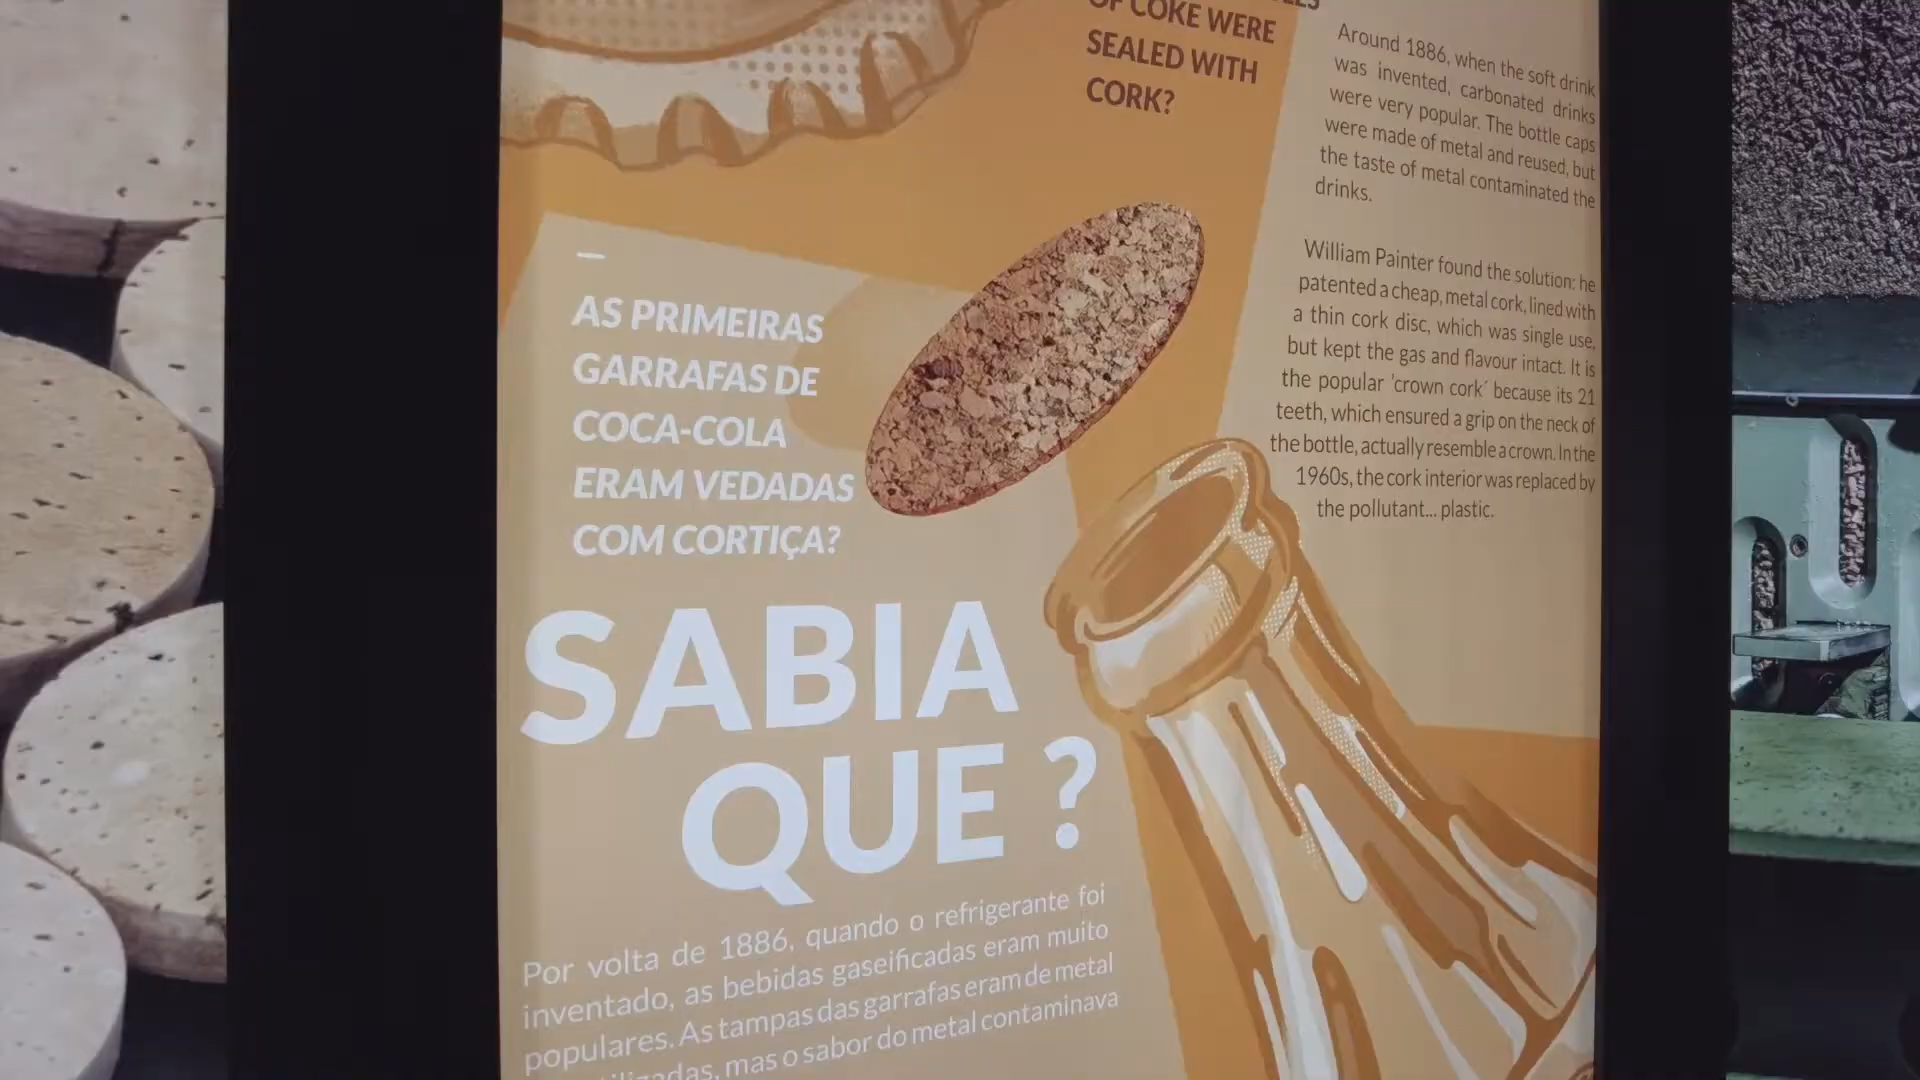 OF COKE WERE
SEALED WITH
CORK?
Around 1886, when the soft drink
was invented, carbonated drinks
were very popular. The bottle caps
were made of metal and reused, but
the taste of metal contaminated the
drinks.
William Painter found the solution: he
patented a cheap, metal cork, lined with
a thin cork disc, which was single use,
but kept the gas and flavour intact. It is
the popular 'crown cork' because its 21
teeth, which ensured a grip on the neck of
the bottle, actually resemble a crown. In the
1960s, the cork interior was replaced by
the pollutant... plastic.
AS PRIMEIRAS
GARRAFAS DE
COCA-COLA
ERAM VEDADAS
COM CORTIÇA?
SABIA
QUE ?
Por volta de 1886, quando o refrigerante foi
inventado, as bebidas gaseificadas eram muito
populares. As tampas das garrafas eram de metal
mas o sabor do metal contaminava